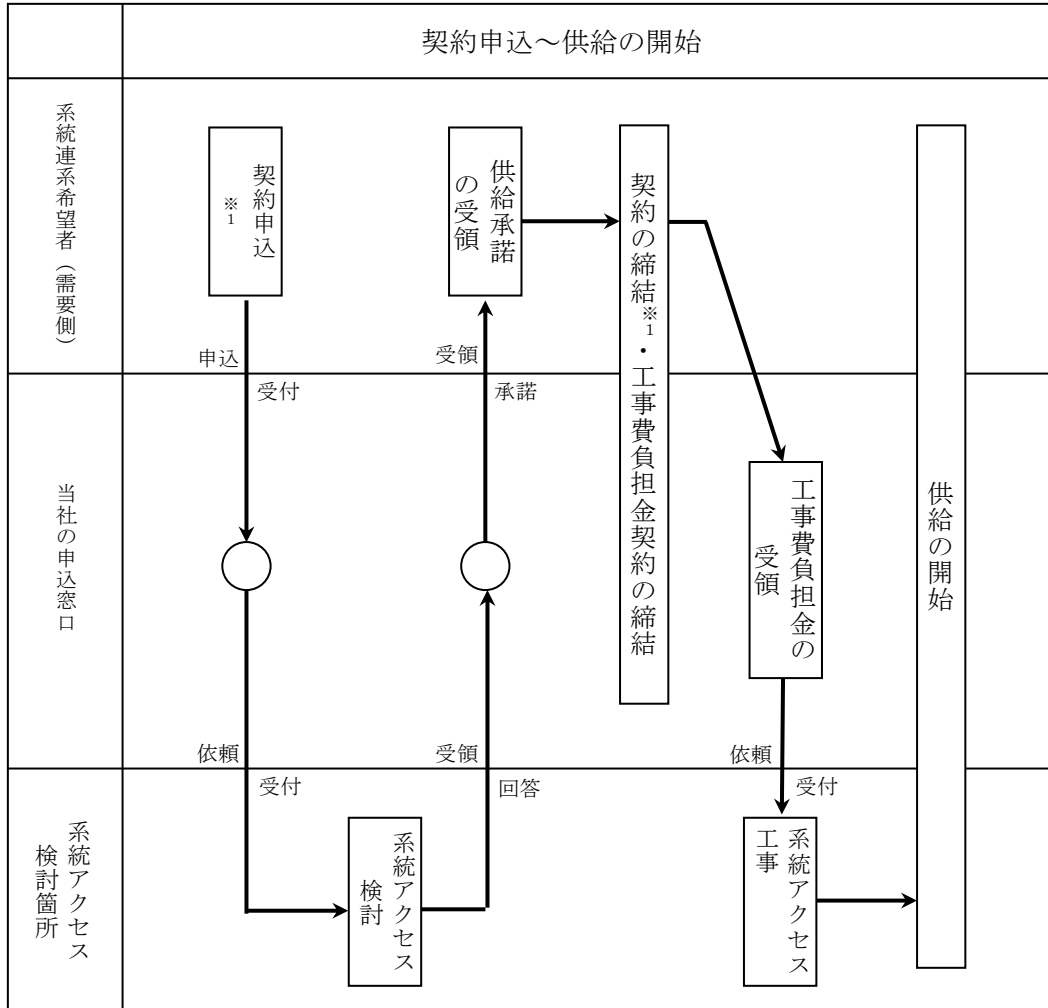 契約申込～供給の開始
系統連系希望者（需要側）
契約申込
※1
供給承諾
の受領
契約の締結※1・工事費負担金契約の締結
申込
受付
受領
承諾
当社の申込窓口
工事費負担金の
受領
供給の開始
依頼
受付
受領
回答
依頼
受付
系統アクセス
検討箇所
系統アクセス
検討
系統アクセス
工事